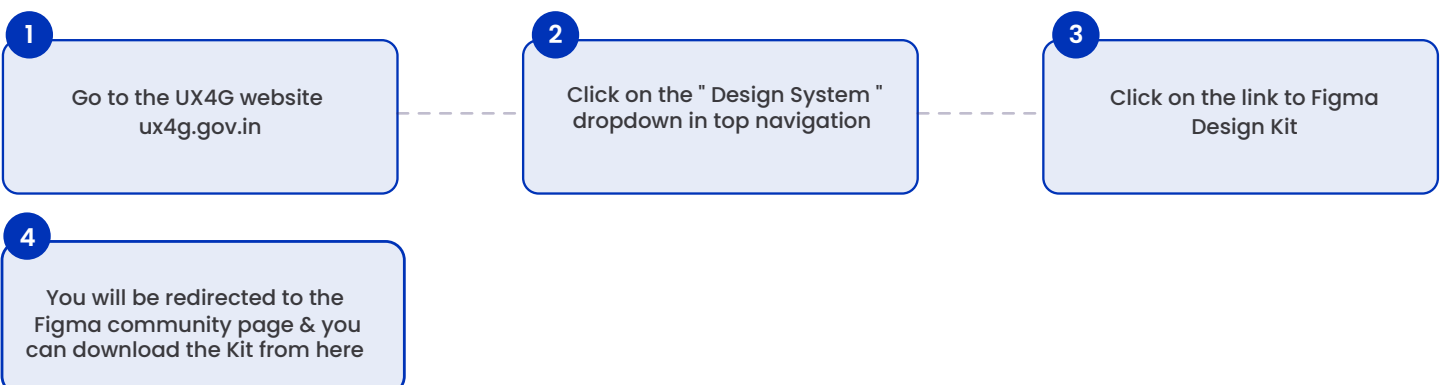 1
Go to the UX4G website
ux4g.gov.in
2
Click on the " Design System "
dropdown in top navigation
3
Click on the link to Figma
Design Kit
4
You will be redirected to the
Figma community page & you
can download the Kit from here